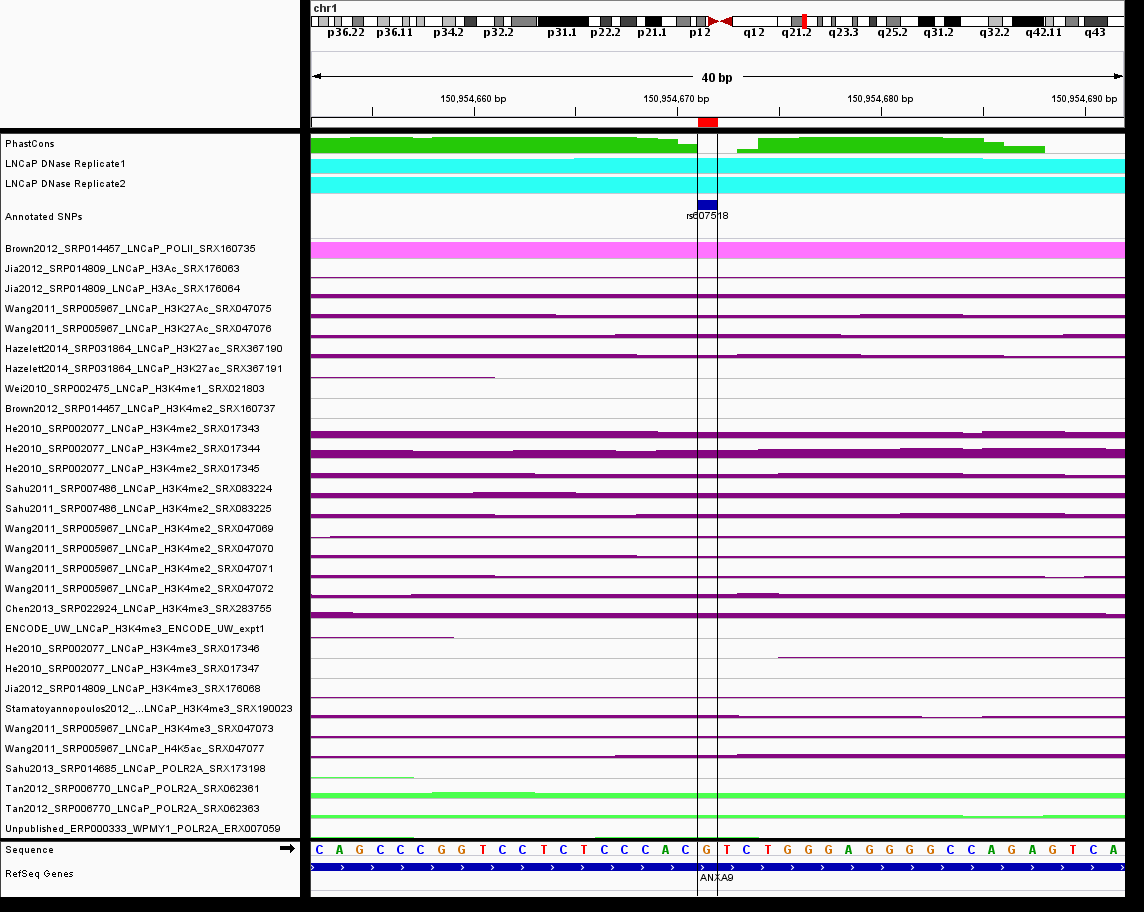 chr1
p36.22 p36.11 p34.2 p32.2 p31.1 p22.2 p21.1 p12 q12 q21.2 q23.3 q25.2 q31.2 q32.2 q42.11 q43
40 bp
150,954,660 bp 150,954,670 bp 150,954,680 bp 150,954,690 bp
PhastCons
LNCaP DNase Replicate1
LNCaP DNase Replicate2
Annotated SNPs
rs607518
Brown2012_SRP014457_LNCaP_POLII_SRX160735
Jia2012_SRP014809_LNCaP_H3Ac_SRX176063
Jia2012_SRP014809_LNCaP_H3Ac_SRX176064
Wang2011_SRP005967_LNCaP_H3K27Ac_SRX047075
Wang2011_SRP005967_LNCaP_H3K27Ac_SRX047076
Hazelett2014_SRP031864_LNCaP_H3K27ac_SRX367190
Hazelett2014_SRP031864_LNCaP_H3K27ac_SRX367191
Wei2010_SRP002475_LNCaP_H3K4me1_SRX021803
Brown2012_SRP014457_LNCaP_H3K4me2_SRX160737
He2010_SRP002077_LNCaP_H3K4me2_SRX017343
He2010_SRP002077_LNCaP_H3K4me2_SRX017344
He2010_SRP002077_LNCaP_H3K4me2_SRX017345
Sahu2011_SRP007486_LNCaP_H3K4me2_SRX083224
Sahu2011_SRP007486_LNCaP_H3K4me2_SRX083225
Wang2011_SRP005967_LNCaP_H3K4me2_SRX047069
Wang2011_SRP005967_LNCaP_H3K4me2_SRX047070
Wang2011_SRP005967_LNCaP_H3K4me2_SRX047071
Wang2011_SRP005967_LNCaP_H3K4me2_SRX047072
Chen2013_SRP022924_LNCaP_H3K4me3_SRX283755
ENCODE_UW_LNCaP_H3K4me3_ENCODE_UW_expt1
He2010_SRP002077_LNCaP_H3K4me3_SRX017346
He2010_SRP002077_LNCaP_H3K4me3_SRX017347
Jia2012_SRP014809_LNCaP_H3K4me3_SRX176068
Stamatoyannopoulos2012_...LNCaP_H3K4me3_SRX190023
Wang2011_SRP005967_LNCaP_H3K4me3_SRX047073
Wang2011_SRP005967_LNCaP_H4K5ac_SRX047077
Sahu2013_SRP014685_LNCaP_POLR2A_SRX173198
Tan2012_SRP006770_LNCaP_POLR2A_SRX062361
Tan2012_SRP006770_LNCaP_POLR2A_SRX062363
Unpublished_ERP000333_WPMY1_POLR2A_ERX007059
Sequence C A G C C C G G T C C T C T C C C A C G T C T G G G A G G G G C C A G A G T C A
RefSeq Genes
ANXA9